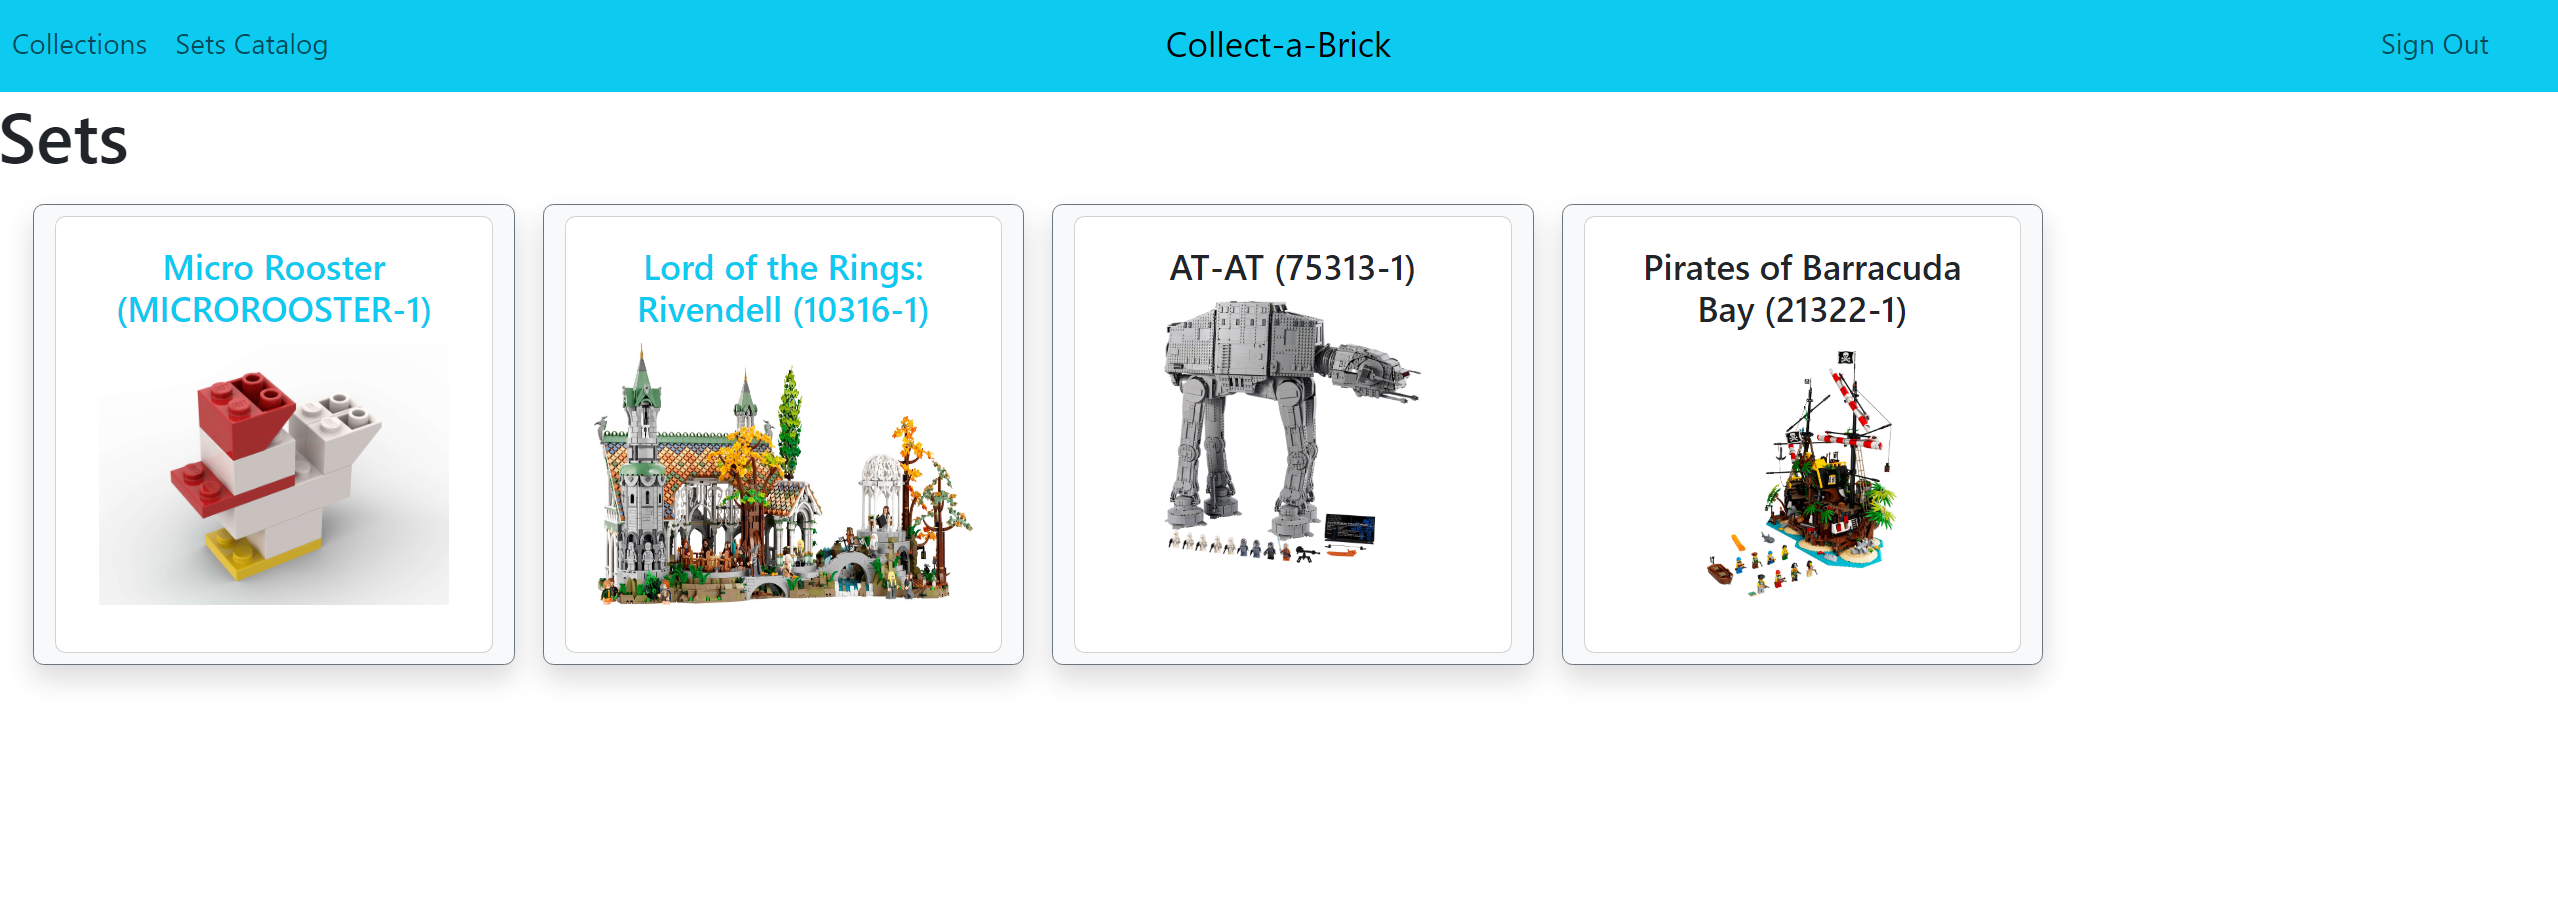 Collections Sets Catalog Collect-a-Brick Sign Out
Sets
Micro Rooster
(MICROROOSTER-1)
Lord of the Rings:
Rivendell (10316-1)
AT-AT (75313-1)
Pirates of Barracuda
Bay (21322-1)